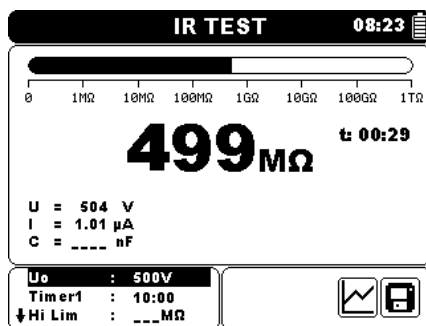 IR TEST 08:23
0 1MΩ 10MΩ 100MΩ 1GΩ 10GΩ 100GΩ 1TΩ
499MΩ t: 00:29
U = 504 V
I = 1.01 µA
C = ____ nF
Uo : 500V
Timer1 : 10:00
Hi Lim : ___MΩ